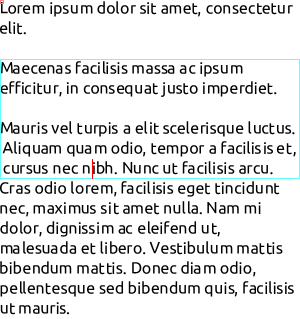 Lorem ipsum dolor sit amet, consectetur
elit.
Maecenas facilisis massa ac ipsum
efficitur, in consequat justo imperdiet.
Mauris vel turpis a elit scelerisque luctus.
Aliquam quam odio, tempor a facilisis et,
cursus nec nibh. Nunc ut facilisis arcu.
Cras odio lorem, facilisis eget tincidunt
nec, maximus sit amet nulla. Nam mi
dolor, dignissim ac eleifend ut,
malesuada et libero. Vestibulum mattis
bibendum mattis. Donec diam odio,
pellentesque sed bibendum quis, facilisis
ut mauris.